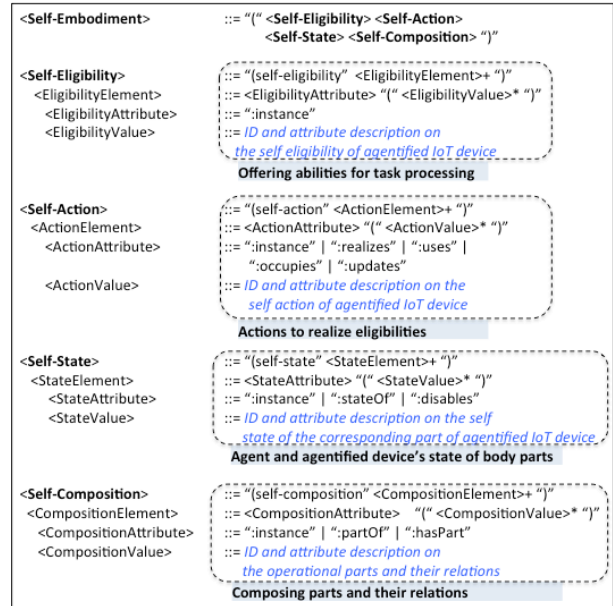 <Self-Embodiment> ::= “(“ <Self-Eligibility> <Self-Action>
<Self-State> <Self-Composition> “)”
<Self-Eligibility> ::= “(self-eligibility” <EligibilityElement>+ “)”
<EligibilityElement> ::= <EligibilityAttribute> “(“ <EligibilityValue>* “)”
<EligibilityAttribute> ::= “:instance”
<EligibilityValue> ::= ID and attribute description on
the self eligibility of agentified IoT device
Offering abilities for task processing
<Self-Action> ::= “(self-action” <ActionElement>+ “)”
<ActionElement> ::= <ActionAttribute> “(“ <ActionValue>* “)”
<ActionAttribute> ::= “:instance” | “:realizes” | “:uses” |
“:occupies” | “:updates”
<ActionValue> ::= ID and attribute description on the
self action of agentified IoT device
Actions to realize eligibilities
<Self-State> ::= “(self-state” <StateElement>+ “)”
<StateElement> ::= <StateAttribute> “(“ <StateValue>* “)”
<StateAttribute> ::= “:instance” | “:stateOf” | “:disables”
<StateValue> ::= ID and attribute description on the self
state of the corresponding part of agentified IoT device
Agent and agentified device’s state of body parts
<Self-Composition> ::= “(self-composition” <CompositionElement>+ “)”
<CompositionElement> ::= <CompositionAttribute> “(“ <CompositionValue>* “)”
<CompositionAttribute> ::= “:instance” | “:partOf” | “:hasPart”
<CompositionValue> ::= ID and attribute description on
the operational parts and their relations
Composing parts and their relations